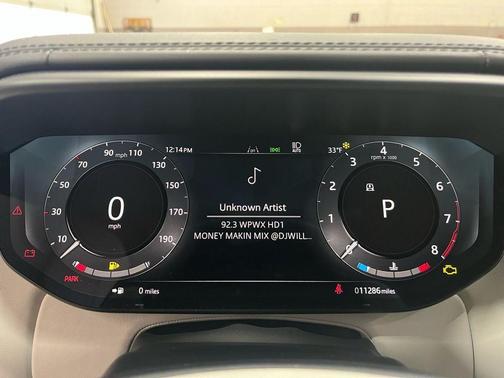 12:14 PM
AUTO
33°F
10
30
50
70
90
110
130
150
170
190
mph
0
mph
PARK
Unknown Artist
92.3 WPWX HD1
MONEY MAKIN MIX @DJWILL...
0
1
2
3
4
5
6
7
8
rpm x 1000
P
0 miles
011286 miles